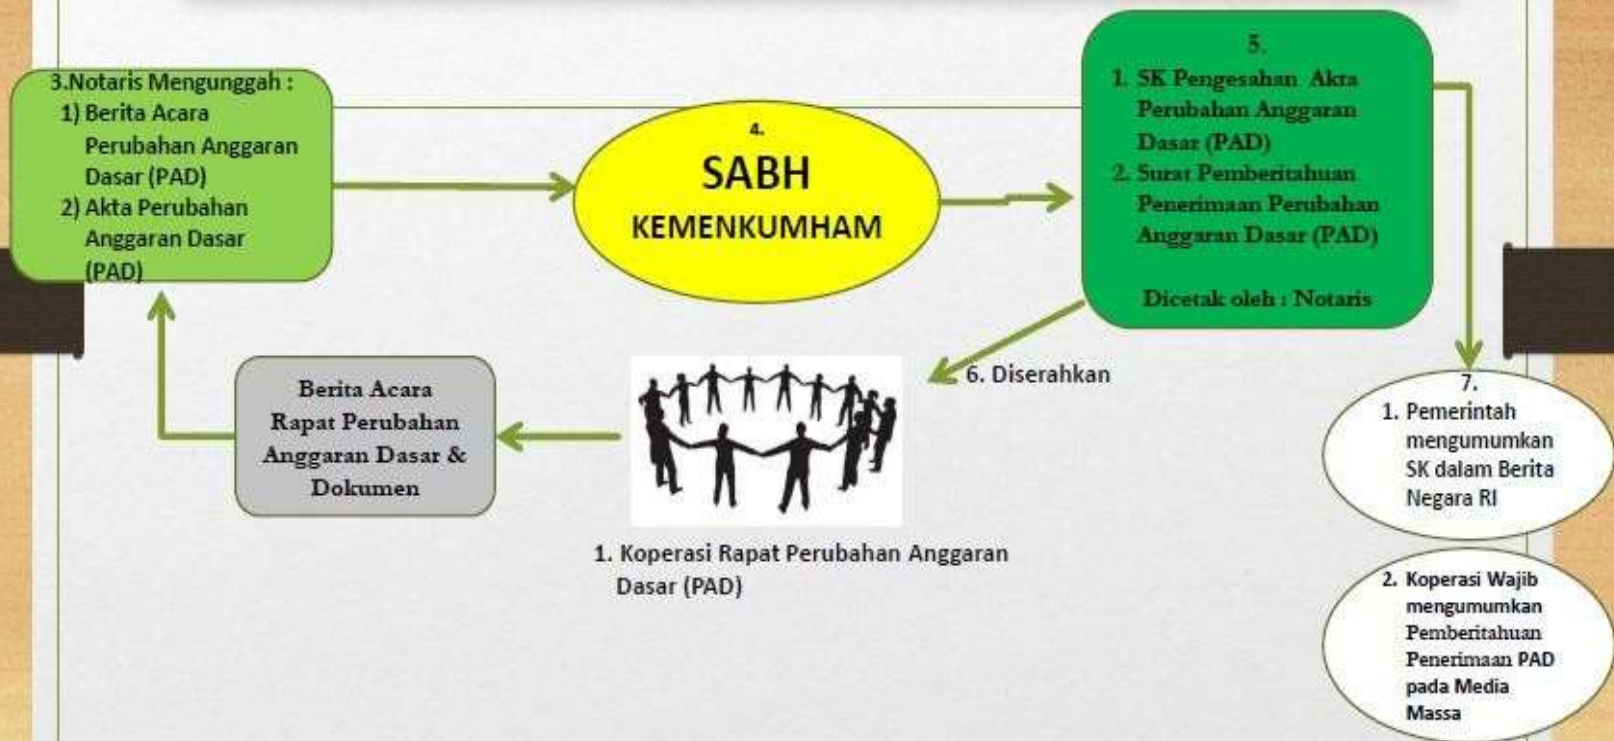 3.Notaris Mengunggah :
1) Berita Acara
Perubahan Anggaran
Dasar (PAD)
2) Akta Perubahan
Anggaran Dasar
(PAD)
4.
SABH
KEMENKUMHAM
5.
1. SK Pengesahan Akta
Perubahan Anggaran
Dasar (PAD)
2. Surat Pemberitahuan
Penerimaan Perubahan
Anggaran Dasar (PAD)
Dicetak oleh : Notaris
6. Diserahkan
Berita Acara
Rapat Perubahan
Anggaran Dasar &
Dokumen
1. Koperasi Rapat Perubahan Anggaran
Dasar (PAD)
7.
1. Pemerintah
mengumumkan
SK dalam Berita
Negara RI
2. Koperasi Wajib
mengumumkan
Pemberitahuan
Penerimaan PAD
pada Media
Massa